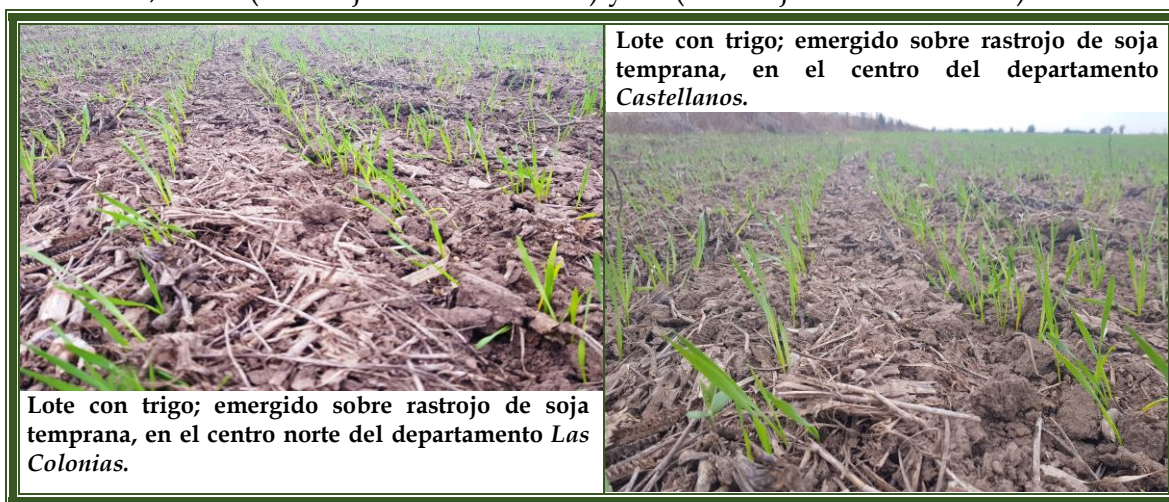 Lote con trigo; emergido sobre rastrojo de soja
temprana, en el centro del departamento
Castellanos.
Lote con trigo; emergido sobre rastrojo de soja
temprana, en el centro norte del departamento Las
Colonias.